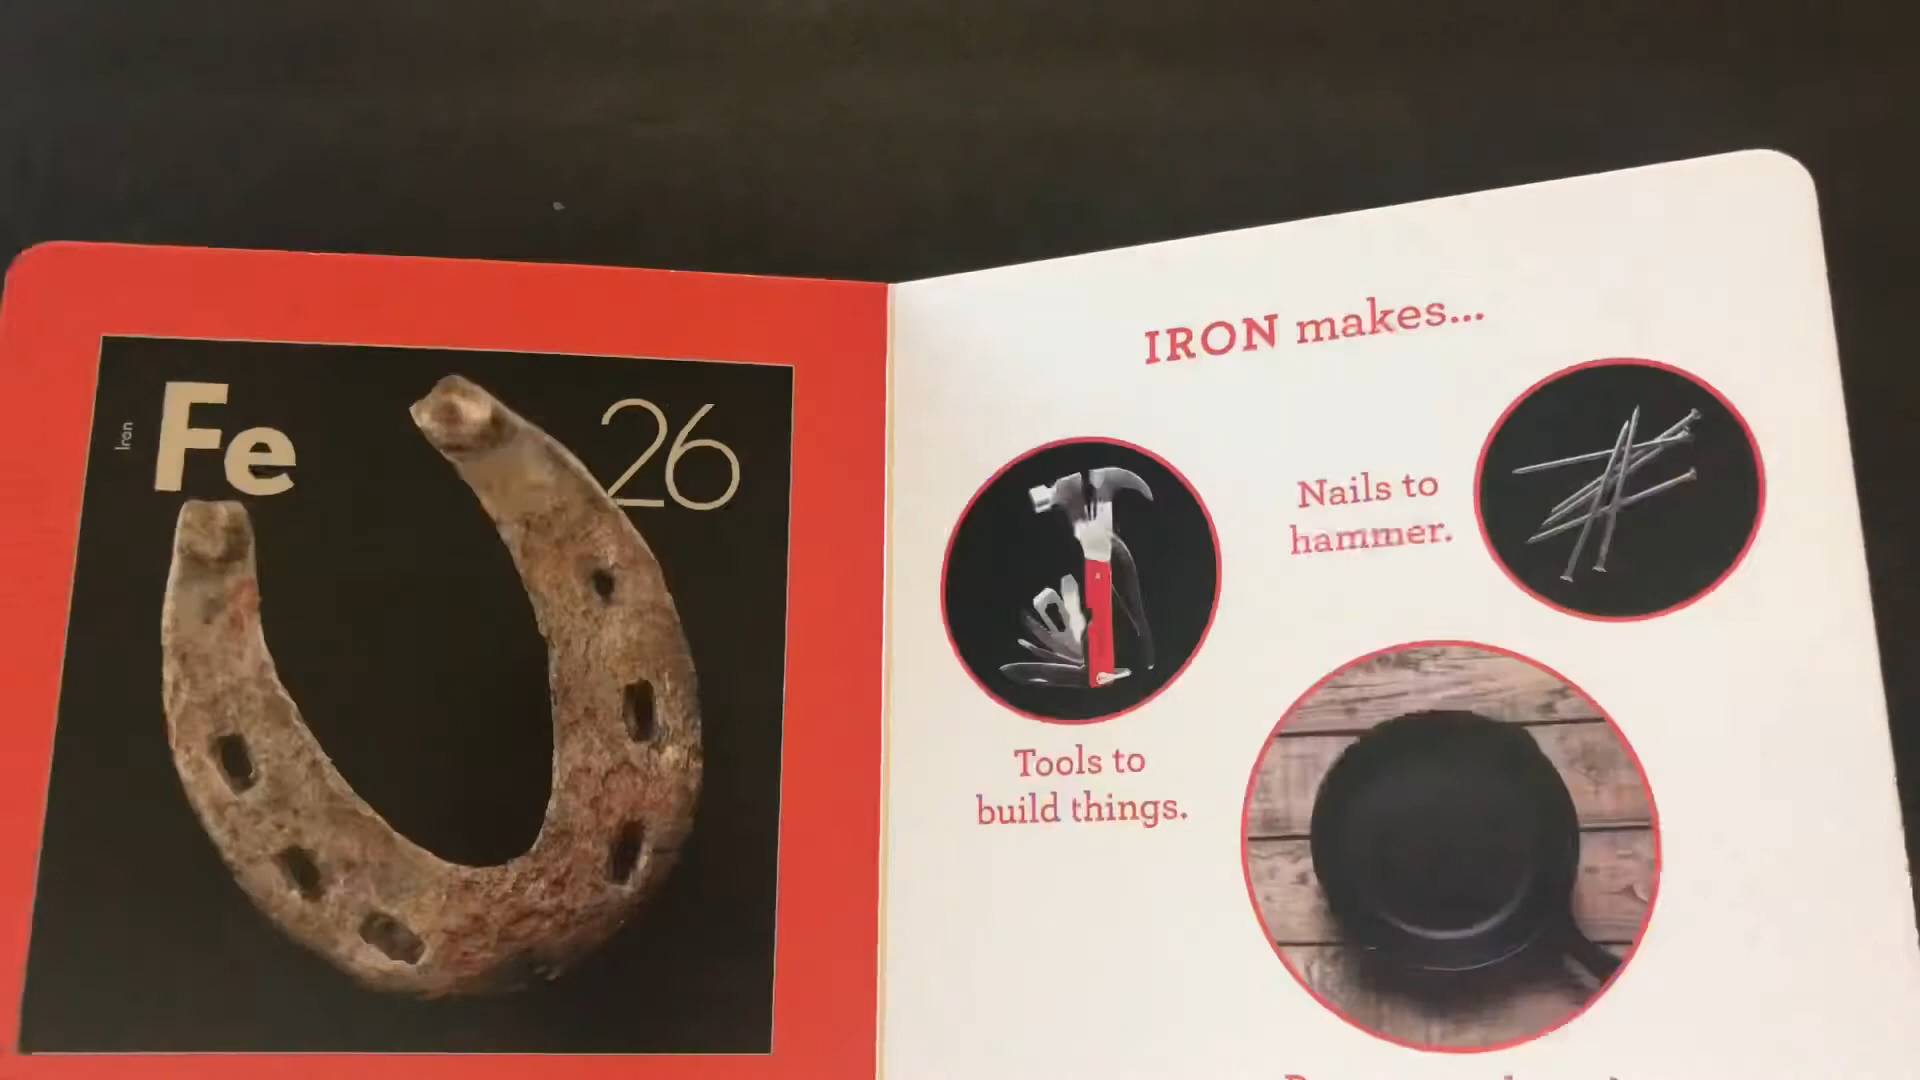 Iron
Fe
26
IRON makes...
Nails to
hammer.
Tools to
build things.